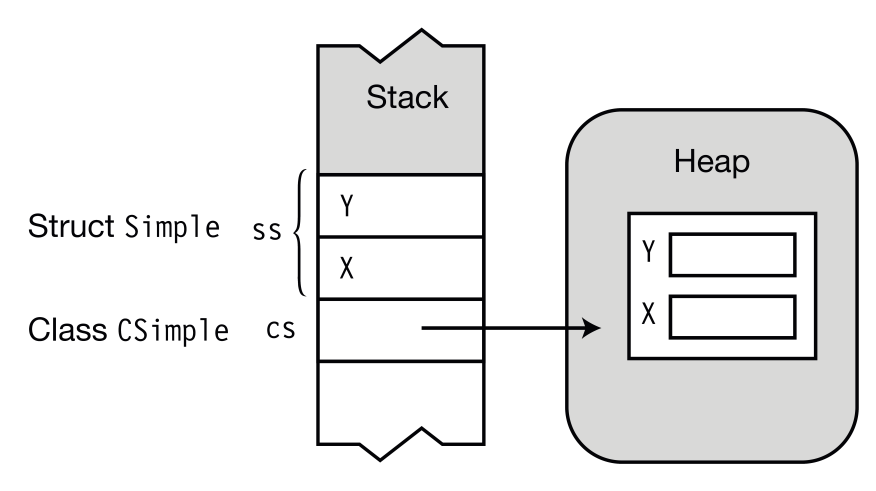 Stack
Heap
Y
Struct Simple ss
X
Class CSimple cs
Y
X